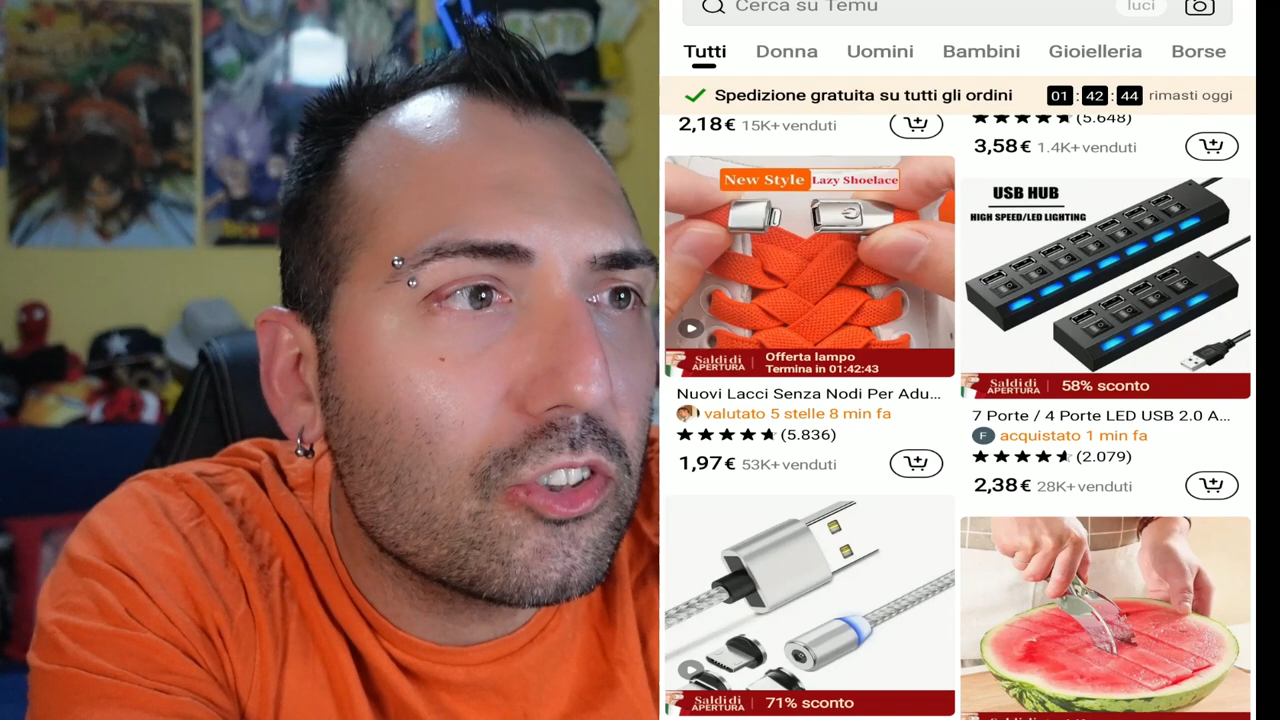 Cerca su Temu
luci
Tutti
Donna
Uomini
Bambini
Gioielleria
Borse
Spedizione gratuita su tutti gli ordini
01:42:44 rimasti oggi
2,18€ 15K+venduti
(5.648)
3,58€ 1.4K+venduti
New Style Lazy Shoelace
Saldi di
APERTURA
Offerta lampo
Termina in 01:42:43
Nuovi Lacci Senza Nodi Per Adu...
valutato 5 stelle 8 min fa
(5.836)
1,97€ 53K+venduti
USB HUB
HIGH SPEED/LED LIGHTING
Saldi di
APERTURA
58% sconto
7 Porte / 4 Porte LED USB 2.0 A...
F acquistato 1 min fa
(2.079)
2,38€ 28K+venduti
Saldi di
APERTURA
71% sconto